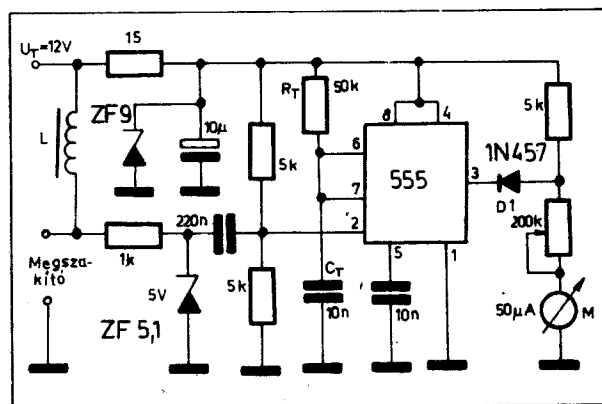 U_T=12V
15
L
ZF9
10µ
5k
R_T
50k
8
4
6
7
2
555
3
5
1
1N457
D1
5k
200k
Megsza-
kító
1k
220n
5V
ZF 5,1
5k
C_T
10n
10n
50µA
M